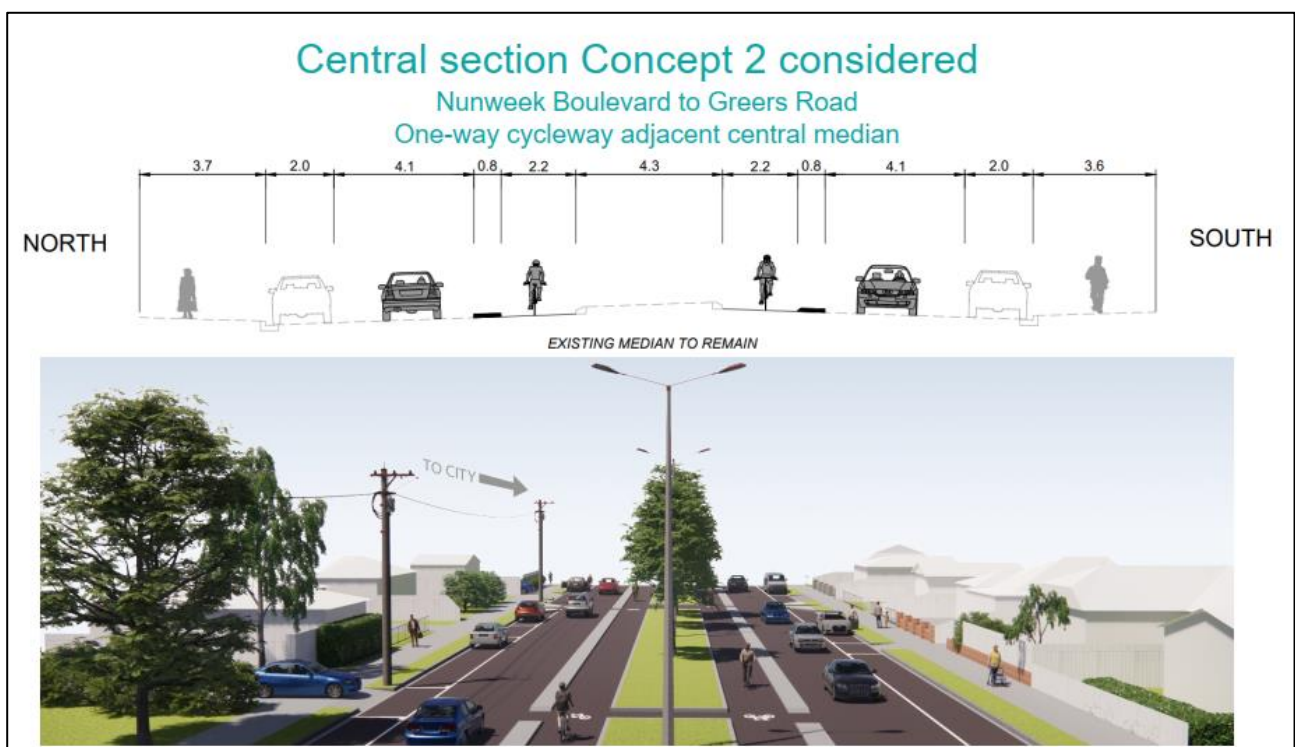 Central section Concept 2 considered
Nunweek Boulevard to Greers Road
One-way cycleway adjacent central median
3.7 2.0 4.1 0.8 2.2 4.3 2.2 0.8 4.1 2.0 3.6
NORTH
SOUTH
EXISTING MEDIAN TO REMAIN
TO CITY